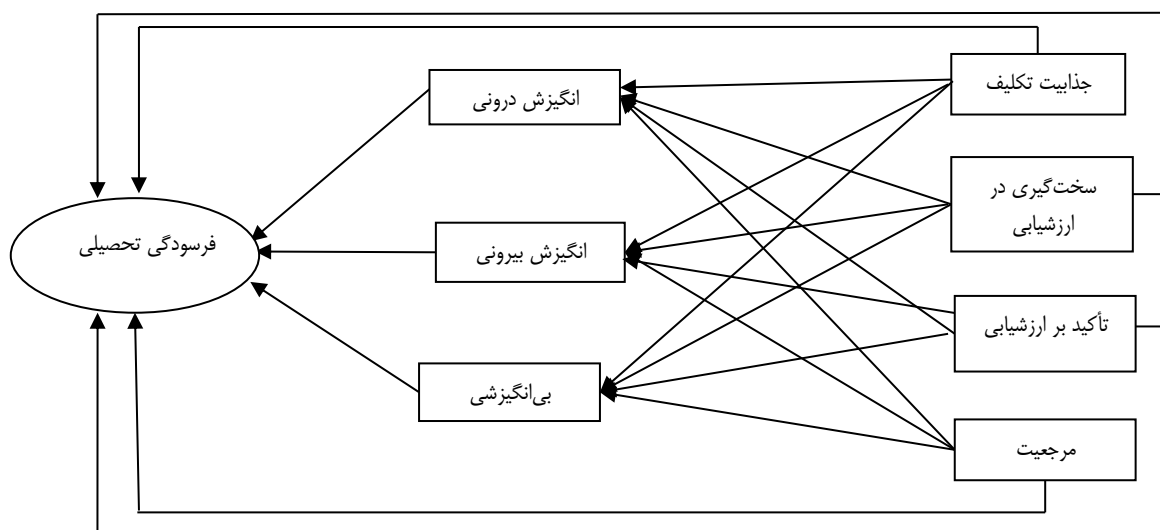 جذابیت تکلیف
انگیزش درونی
سخت‌گیری در
ارزشیابی
انگیزش بیرونی
فرسودگی تحصیلی
تأکید بر ارزشیابی
بی‌انگیزشی
مرجعیت